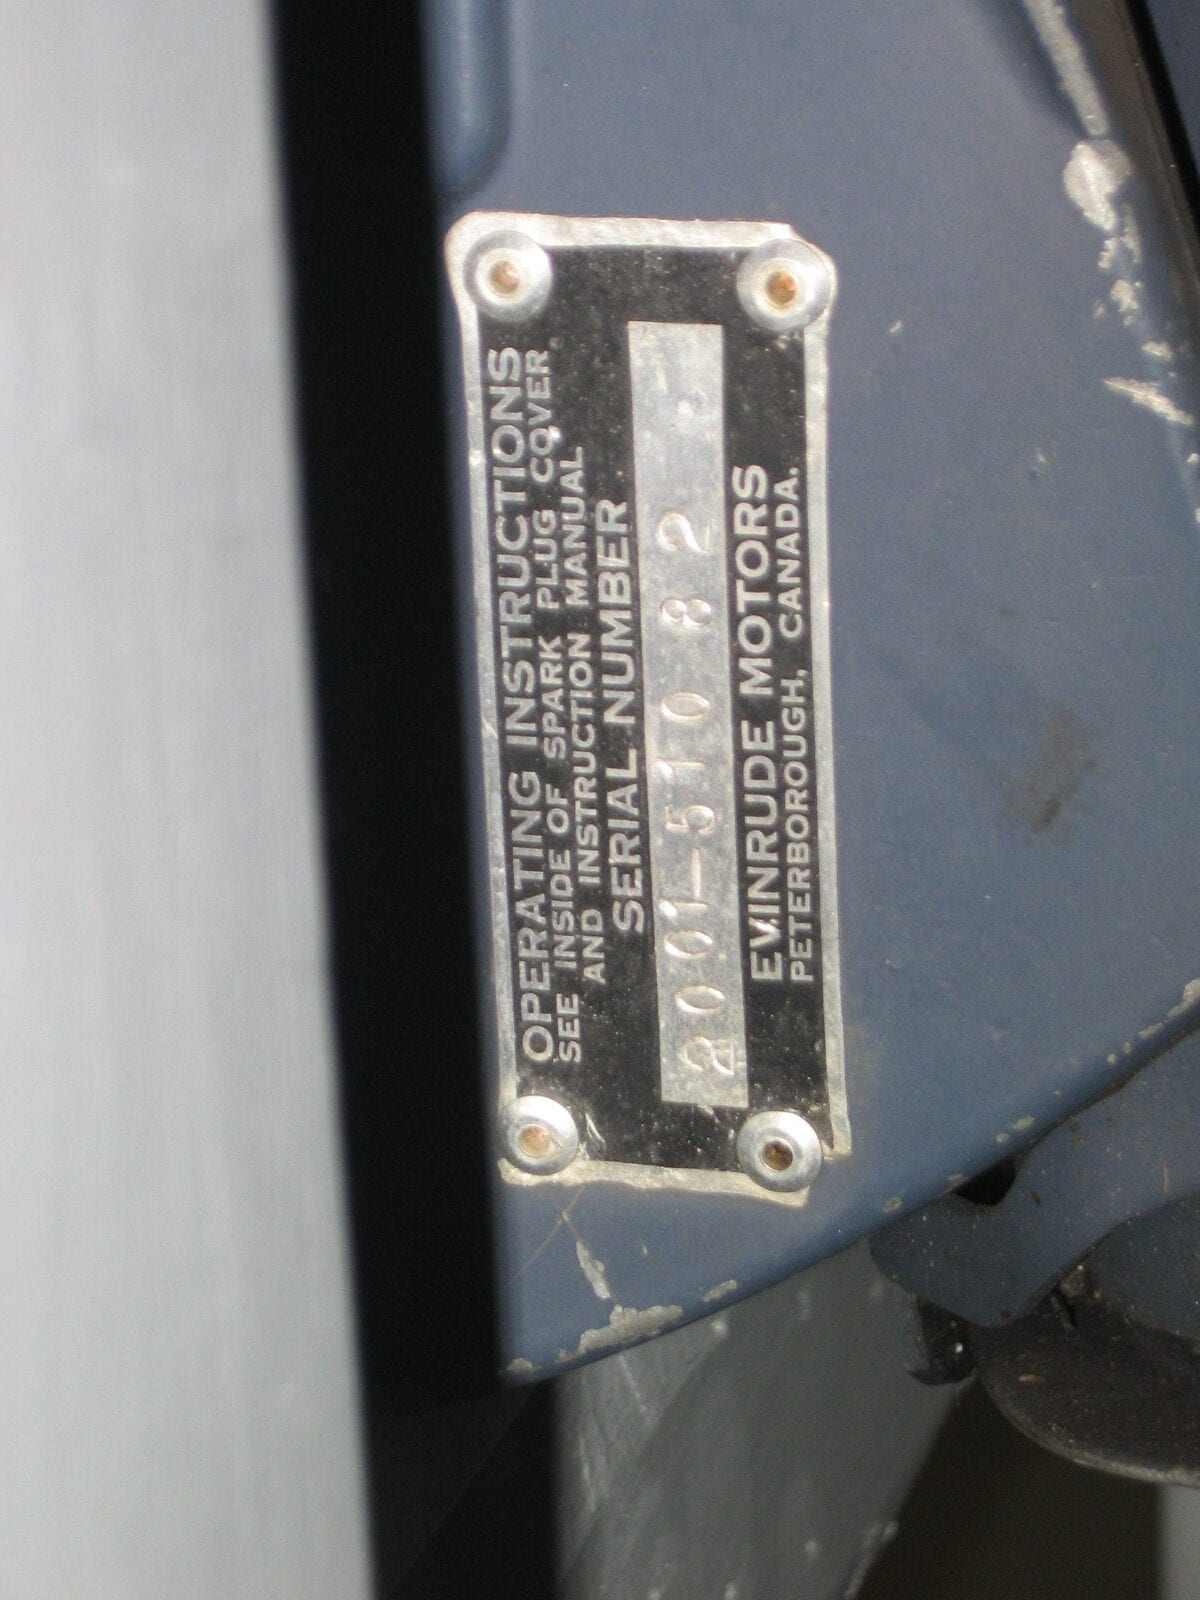 OPERATING INSTRUCTIONS
SEE INSIDE OF SPARK PLUG COVER
AND INSTRUCTION MANUAL
SERIAL NUMBER
2001-51082
EVINRUDE MOTORS
PETERBOROUGH, CANADA.